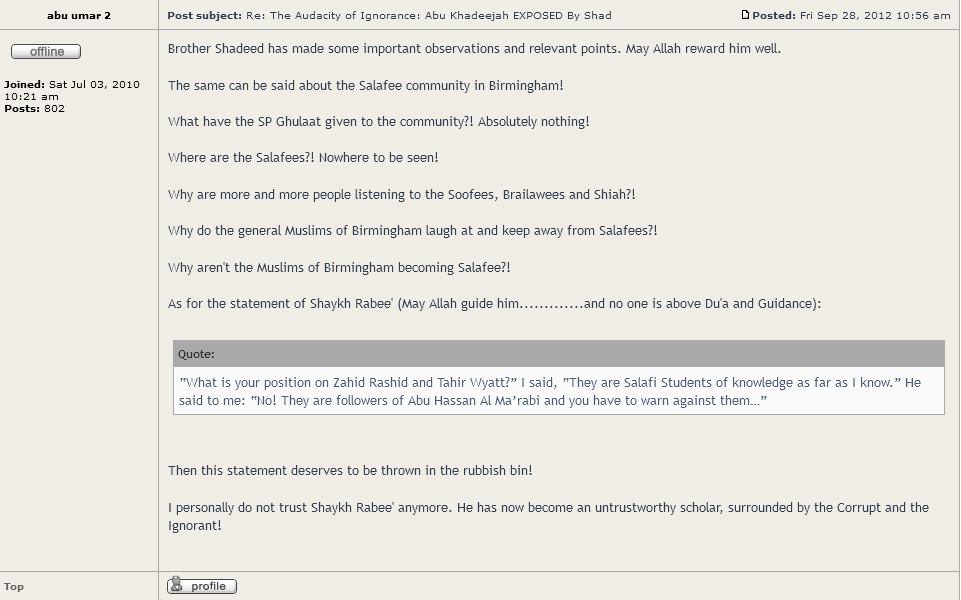 abu umar 2
Post subject: Re: The Audacity of Ignorance: Abu Khadeejah EXPOSED By Shad
Posted: Fri Sep 28, 2012 10:56 am
offline
Joined: Sat Jul 03, 2010
10:21 am
Posts: 802
Brother Shadeed has made some important observations and relevant points. May Allah reward him well.
The same can be said about the Salafee community in Birmingham!
What have the SP Ghulaat given to the community?! Absolutely nothing!
Where are the Salafees?! Nowhere to be seen!
Why are more and more people listening to the Soofees, Brailawees and Shiah?!
Why do the general Muslims of Birmingham laugh at and keep away from Salafees?!
Why aren't the Muslims of Birmingham becoming Salafee?!
As for the statement of Shaykh Rabee' (May Allah guide him.............and no one is above Du'a and Guidance):
Quote:
“What is your position on Zahid Rashid and Tahir Wyatt?” I said, “They are Salafi Students of knowledge as far as I know.” He
said to me: “No! They are followers of Abu Hassan Al Ma’rabi and you have to warn against them…”
Then this statement deserves to be thrown in the rubbish bin!
I personally do not trust Shaykh Rabee' anymore. He has now become an untrustworthy scholar, surrounded by the Corrupt and the
Ignorant!
Top
profile